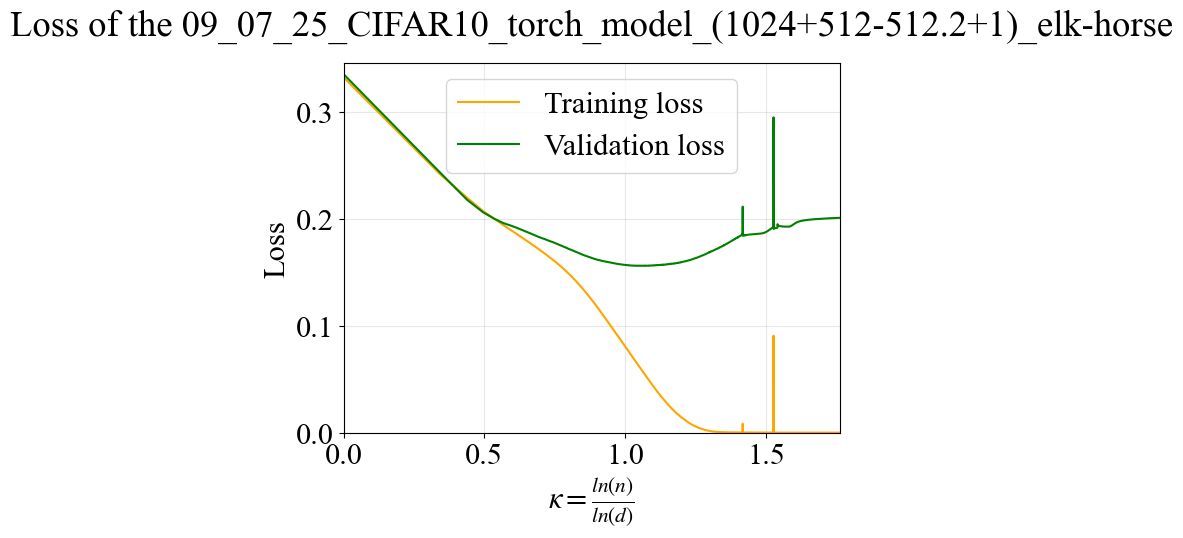 Loss of the 09_07_25_CIFAR10_torch_model_(1024+512-512.2+1)_elk-horse
Training loss
Validation loss
0.3
0.2
0.1
0.0
Loss
0.0 0.5 1.0 1.5
κ = ln(n)/ln(d)